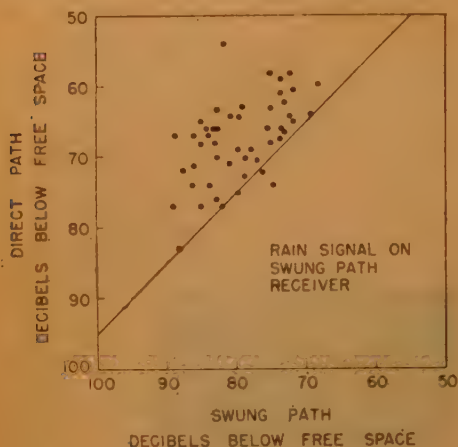 50
60
70
80
90
100
DIRECT PATH
DECIBELS BELOW FREE SPACE
RAIN SIGNAL ON
SWUNG PATH
RECEIVER
100 90 80 70 60 50
SWUNG PATH
DECIBELS BELOW FREE SPACE